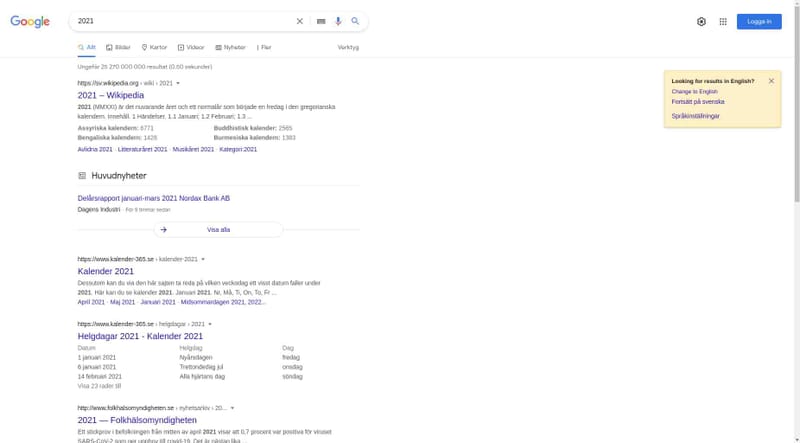 Google
2021
Logga in
Allt Bilder Kartor Videor Nyheter Fler Verktyg
Ungefär 25 270 000 000 resultat (0,60 sekunder)
https://sv.wikipedia.org › wiki › 2021
2021 – Wikipedia
2021 (MMXXI) är det nuvarande året och ett normalår som började en fredag i den gregorianska
kalendern. Innehåll. 1 Händelser. 1.1 Januari; 1.2 Februari; 1.3 ...
Assyriska kalendern: 6771 Buddhistisk kalender: 2565
Bengaliska kalendern: 1428 Burmesiska kalendern: 1383
Avlidna 2021 · Litteraturåret 2021 · Musikåret 2021 · Kategori:2021
Looking for results in English?
Change to English
Fortsätt på svenska
Språkinställningar
Huvudnyheter
Delårsrapport januari-mars 2021 Nordax Bank AB
Dagens Industri · För 9 timmar sedan
Visa alla
https://www.kalender-365.se › kalender-2021
Kalender 2021
Dessutom kan du via den här sajten ta reda på vilken veckodag ett visst datum faller under
2021. Här kan du se kalender 2021. Januari 2021. Nr, Må, Ti, On, To, Fr ...
April 2021 · Maj 2021 · Januari 2021 · Midsommardagen 2021, 2022...
https://www.kalender-365.se › helgdagar › 2021
Helgdagar 2021 - Kalender 2021
Datum Helgdag Dag
1 januari 2021 Nyårsdagen fredag
6 januari 2021 Trettondedag jul onsdag
14 februari 2021 Alla hjärtans dag söndag
Visa 23 rader till
http://www.folkhalsomyndigheten.se › nyhetsarkiv › 20...
2021 — Folkhälsomyndigheten
Ett stickprov i befolkningen från mitten av april 2021 visar att 0,7 procent var positiva för viruset
SARS-CoV-2 som ger upphov till covid-19. Det är nästan lika ...